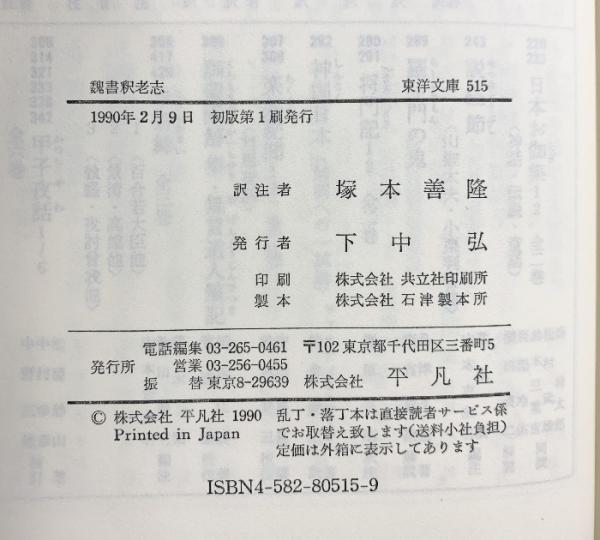 魏書釈老志 東洋文庫 515
1990年2月9日 初版第1刷発行
訳注者 塚本善隆
発行者 下中弘
印刷 株式会社 共立社印刷所
製本 株式会社 石津製本所
発行所
電話編集 03-265-0461 〒102 東京都千代田区三番町5
営業 03-256-0455
振替 東京8-29639 株式会社 平凡社
© 株式会社 平凡社 1990 乱丁・落丁本は直接読者サービス係
Printed in Japan でお取替え致します(送料小社負担)
定価は外箱に表示してあります
ISBN4-582-80515-9